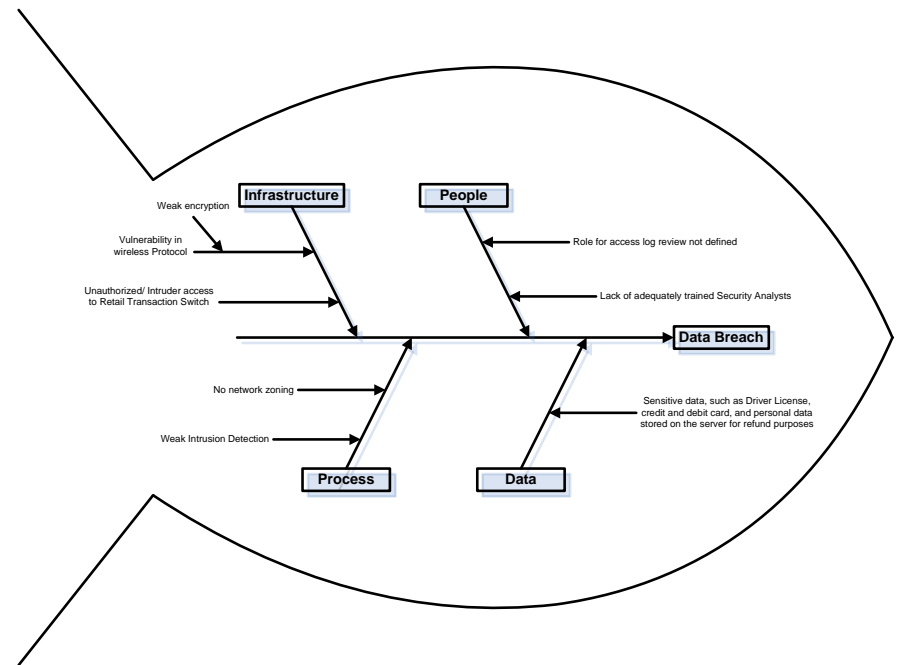 Infrastructure
People
Weak encryption
Vulnerability in
wireless Protocol
Role for access log review not defined
Unauthorized/ Intruder access
to Retail Transaction Switch
Lack of adequately trained Security Analysts
Data Breach
No network zoning
Sensitive data, such as Driver License,
credit and debit card, and personal data
stored on the server for refund purposes
Weak Intrusion Detection
Process
Data